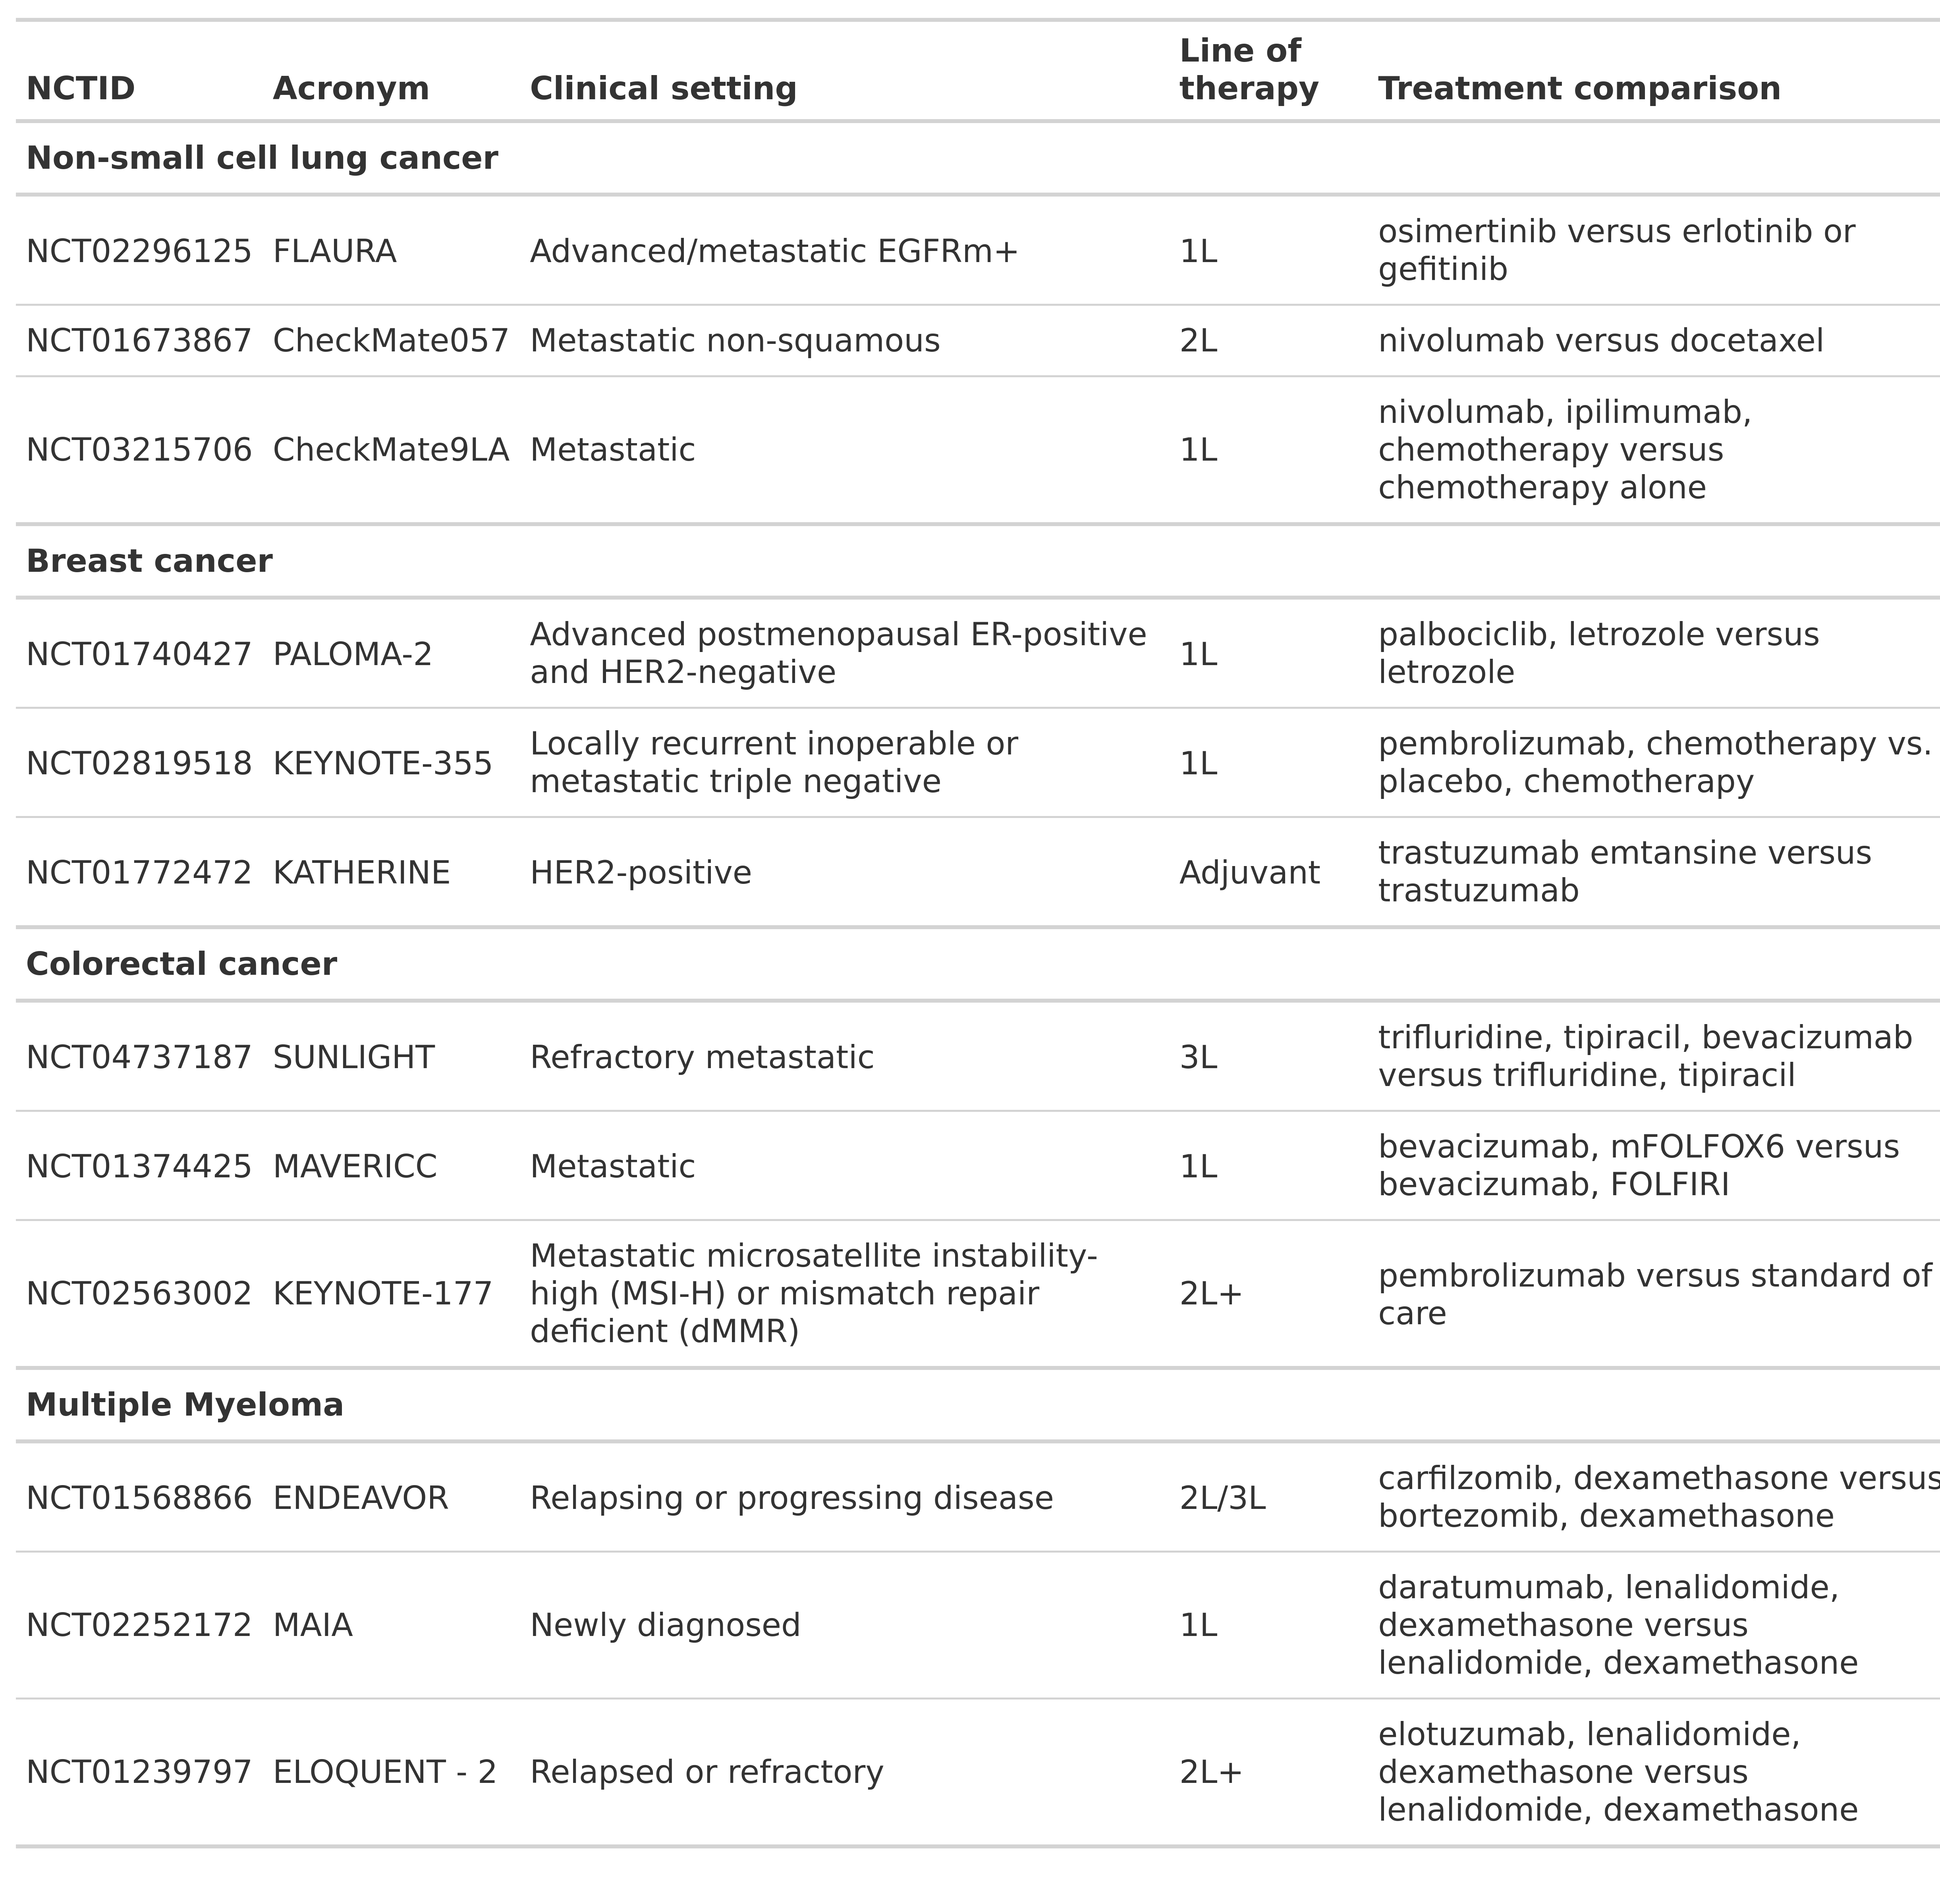 NCTID Acronym Clinical setting Line of therapy Treatment comparison
Non-small cell lung cancer
NCT02296125 FLAURA Advanced/metastatic EGFRm+ 1L osimertinib versus erlotinib or
gefitinib
NCT01673867 CheckMate057 Metastatic non-squamous 2L nivolumab versus docetaxel
NCT03215706 CheckMate9LA Metastatic 1L nivolumab, ipilimumab,
chemotherapy versus
chemotherapy alone
Breast cancer
NCT01740427 PALOMA-2 Advanced postmenopausal ER-positive
and HER2-negative 1L palbociclib, letrozole versus
letrozole
NCT02819518 KEYNOTE-355 Locally recurrent inoperable or
metastatic triple negative 1L pembrolizumab, chemotherapy vs.
placebo, chemotherapy
NCT01772472 KATHERINE HER2-positive Adjuvant trastuzumab emtansine versus
trastuzumab
Colorectal cancer
NCT04737187 SUNLIGHT Refractory metastatic 3L trifluridine, tipiracil, bevacizumab
versus trifluridine, tipiracil
NCT01374425 MAVERICC Metastatic 1L bevacizumab, mFOLFOX6 versus
bevacizumab, FOLFIRI
NCT02563002 KEYNOTE-177 Metastatic microsatellite instability-
high (MSI-H) or mismatch repair
deficient (dMMR) 2L+ pembrolizumab versus standard of
care
Multiple Myeloma
NCT01568866 ENDEAVOR Relapsing or progressing disease 2L/3L carfilzomib, dexamethasone versus
bortezomib, dexamethasone
NCT02252172 MAIA Newly diagnosed 1L daratumumab, lenalidomide,
dexamethasone versus
lenalidomide, dexamethasone
NCT01239797 ELOQUENT - 2 Relapsed or refractory 2L+ elotuzumab, lenalidomide,
dexamethasone versus
lenalidomide, dexamethasone